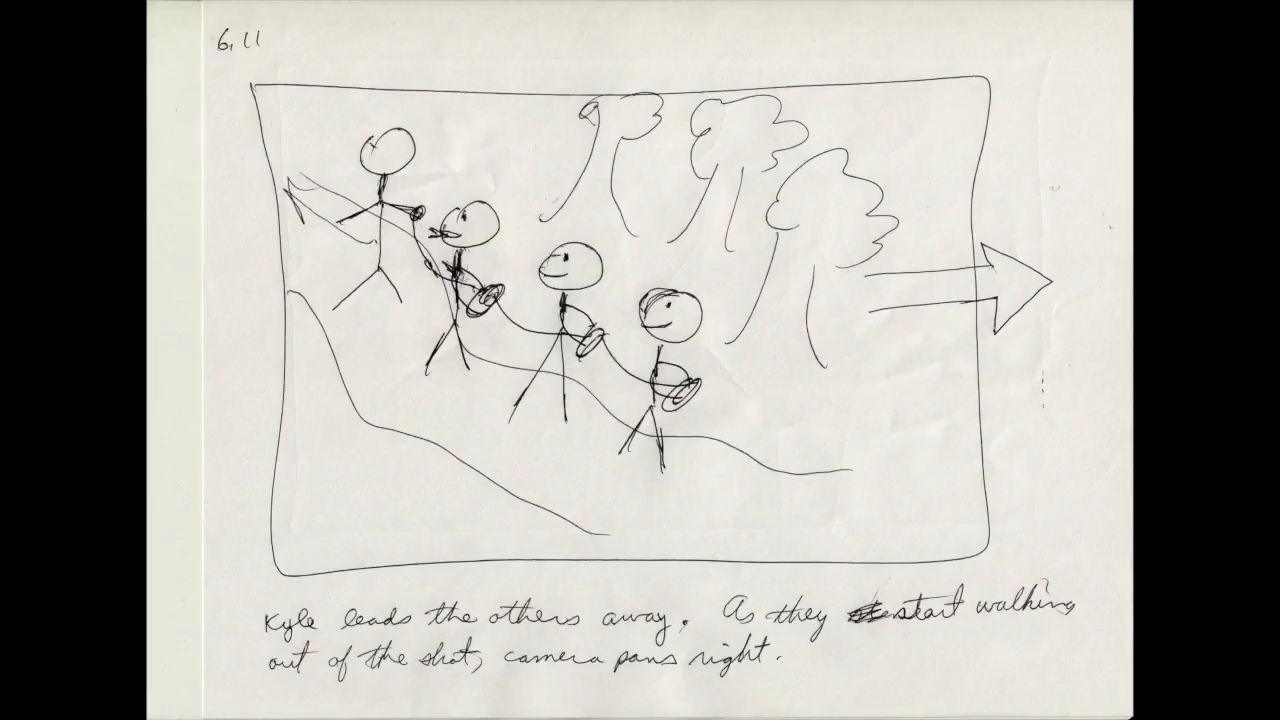 6.11
Kyle leads the others away. As they start walking
out of the shot, camera pans right.